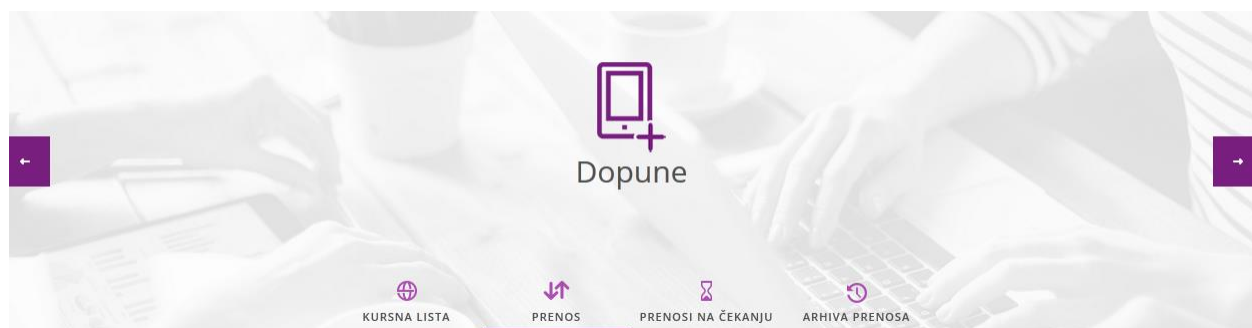 Dopune
KURSNA LISTA
PRENOS
PRENOSI NA ČEKANJU
ARHIVA PRENOSA